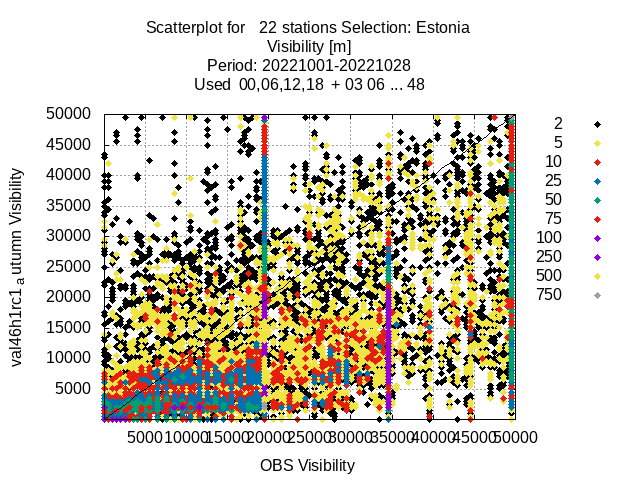 Scatterplot for 22 stations Selection: Estonia
Visibility [m]
Period: 20221001-20221028
Used 00,06,12,18 + 03 06 ... 48
50000
45000
40000
35000
30000
25000
20000
15000
10000
5000
val46h1rc1_autumn Visibility
5000 10000 15000 20000 25000 30000 35000 40000 45000 50000
OBS Visibility
2
5
10
25
50
75
100
250
500
750